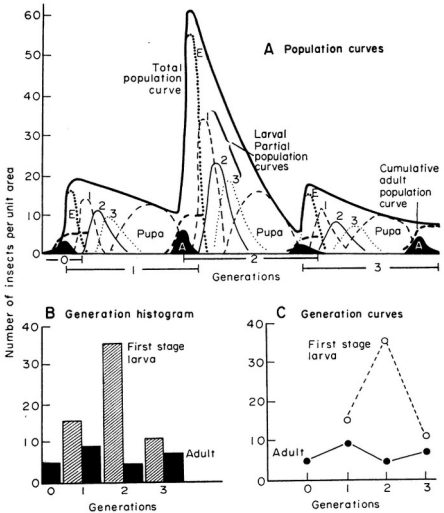 A Population curves
60
50
40
30
20
10
0
Number of insects per unit area
Total
population
curve
E
1
Larval
Partial
population
curves
2
3
Cumulative
adult
population
curve
E
1
2
3
Pupa
A
Pupa
E
1
2
3
Pupa
A
0
1
2
3
Generations
B Generation histogram
40
30
20
10
0
First stage
larva
Adult
0
1
2
3
Generations
C Generation curves
40
30
20
10
0
First stage
larva
Adult
0
1
2
3
Generations